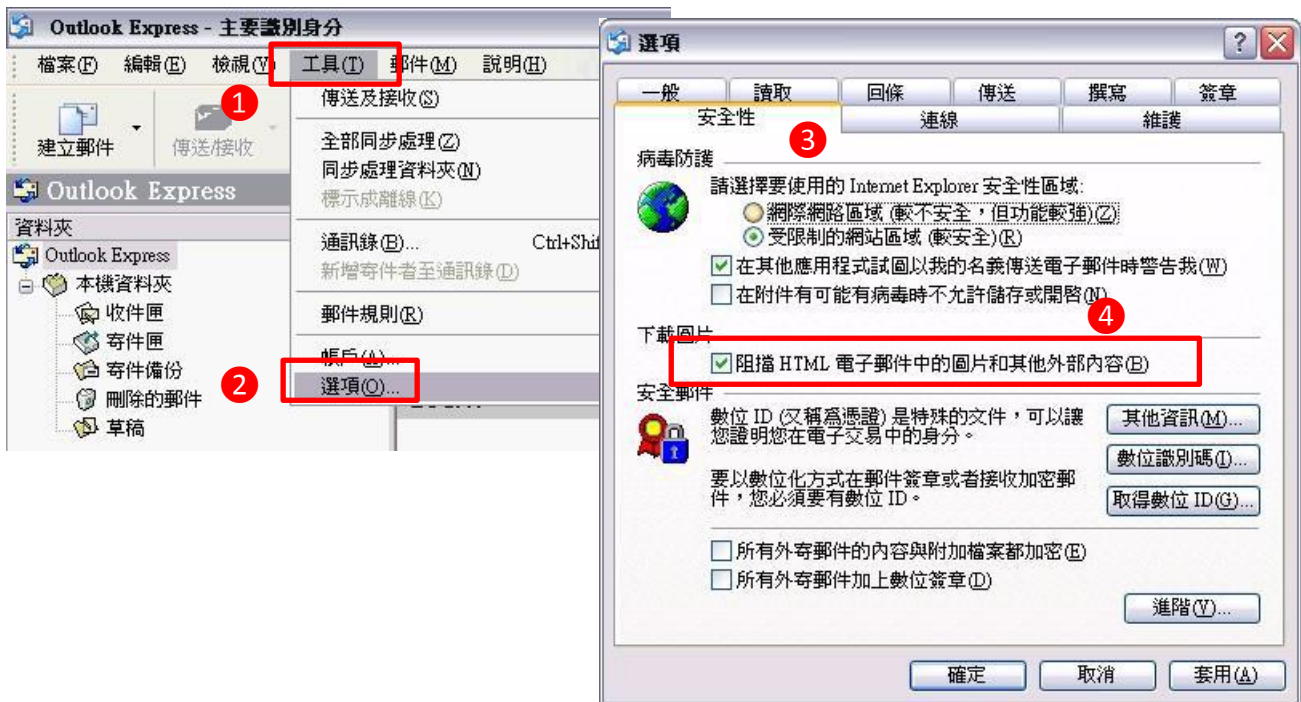 Outlook Express - 主要識別身分
檔案(F) 編輯(E) 檢視(V) 工具(T) 郵件(M) 說明(H)
1
建立郵件 傳送/接收
Outlook Express
資料夾
Outlook Express
本機資料夾
收件匣
寄件匣
寄件備份
刪除的郵件
草稿
傳送及接收(S)
全部同步處理(Z)
同步處理資料夾(N)
標示成離線(K)
通訊錄(B)... Ctrl+Shif
新增寄件者至通訊錄(D)
郵件規則(R)
帳戶(A)...
2
選項(O)...
選項
一般 讀取 回條 傳送 撰寫 簽章
安全性 連線 維護
3
病毒防護
請選擇要使用的 Internet Explorer 安全性區域:
網際網路區域 (較不安全，但功能較強)(Z)
受限制的網站區域 (較安全)(R)
在其他應用程式試圖以我的名義傳送電子郵件時警告我(W)
在附件有可能有病毒時不允許儲存或開啓(N)
4
下載圖片
阻擋 HTML 電子郵件中的圖片和其他外部內容(B)
安全郵件
數位 ID (又稱爲憑證) 是特殊的文件，可以讓
您證明您在電子交易中的身分。
其他資訊(M)...
數位識別碼(I)...
要以數位化方式在郵件簽章或者接收加密郵
件，您必須要有數位 ID。
取得數位 ID(G)...
所有外寄郵件的內容與附加檔案都加密(E)
所有外寄郵件加上數位簽章(D)
進階(V)...
確定 取消 套用(A)